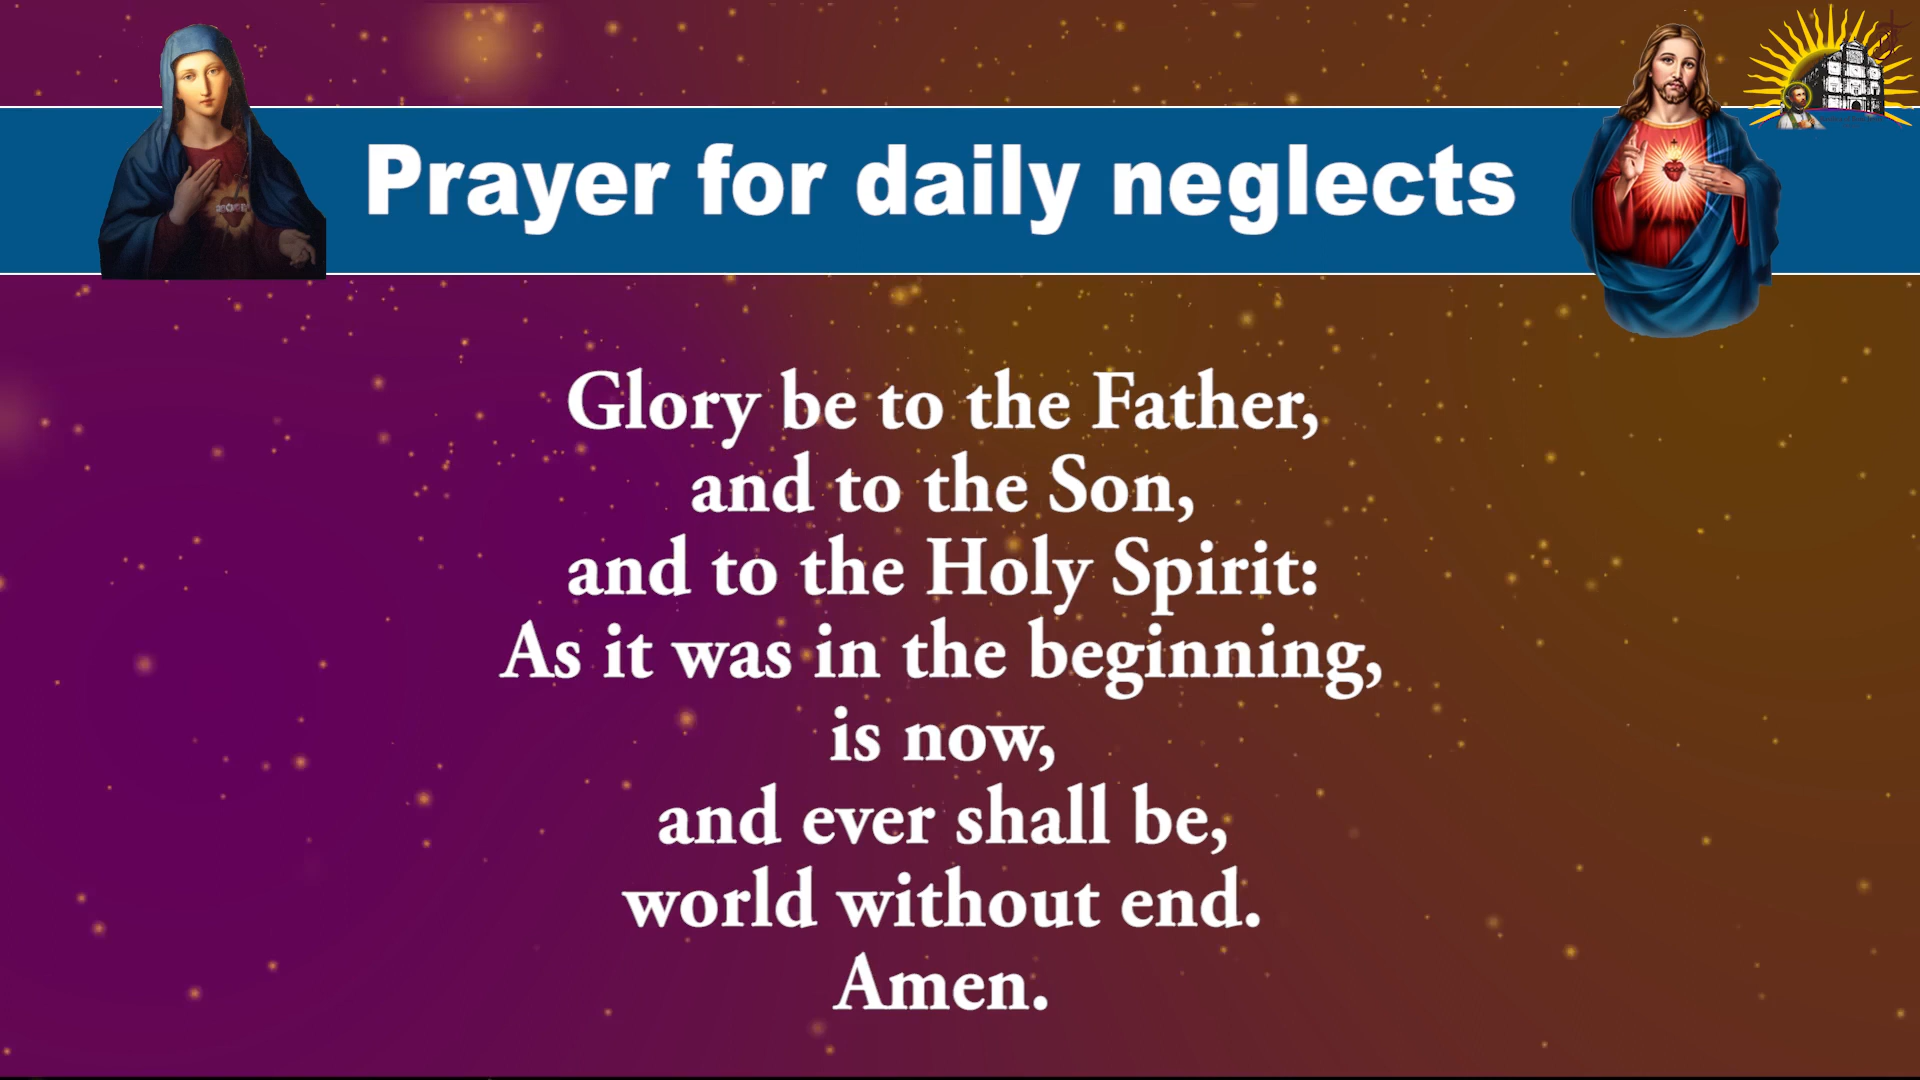 Prayer for daily neglects
Glory be to the Father,
and to the Son,
and to the Holy Spirit:
As it was in the beginning,
is now,
and ever shall be,
world without end.
Amen.